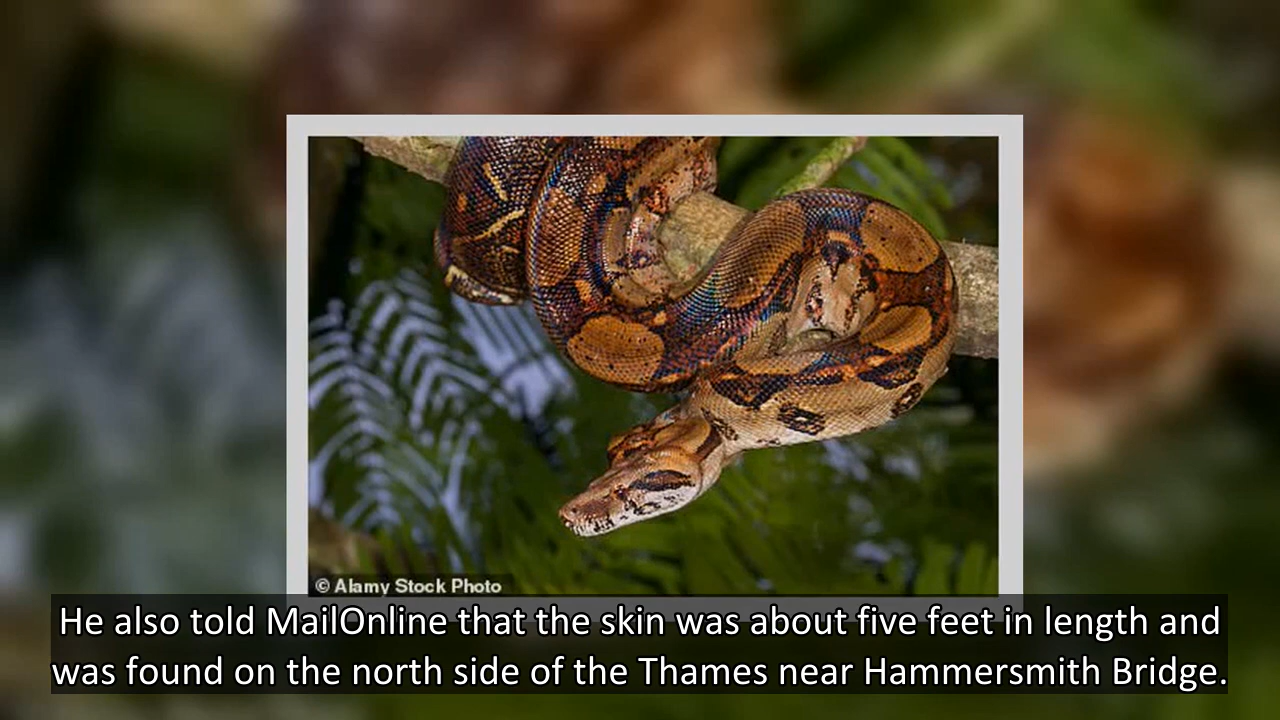 © Alamy Stock Photo
He also told MailOnline that the skin was about five feet in length and
was found on the north side of the Thames near Hammersmith Bridge.